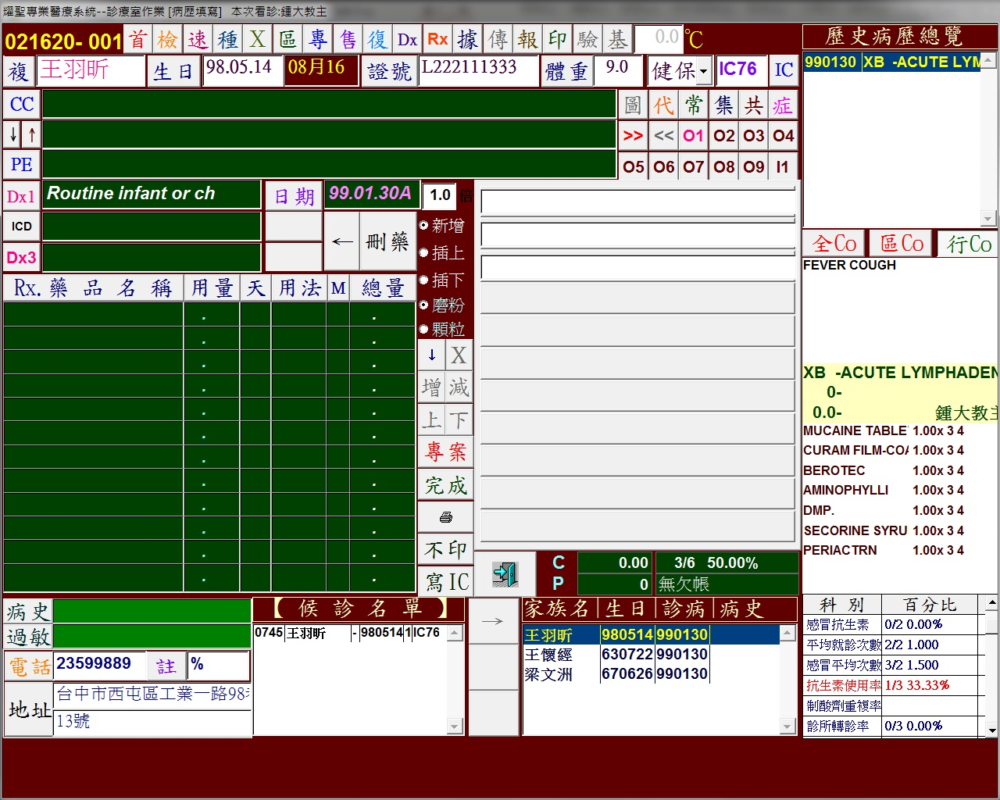 耀聖專業醫療系統--診療室作業 [病歷填寫] 本次看診:鍾大教主
021620- 001 首 檢 速 種 X 區 專 售 復 Dx Rx 據 傳 報 印 驗 基 0.0 ℃
複 王羽昕 生日 98.05.14 08月16 證號 L222111333 體重 9.0 健保 IC76 IC
CC 圖 代 常 集 共 症
↓ ↑ >> << O1 O2 O3 O4
PE O5 O6 O7 O8 O9 I1
Dx1 Routine infant or ch 日期 99.01.30A 1.0 倍
ICD ← 刪藥 新增
插上
Dx3 插下
Rx. 藥 品 名 稱 用量 天 用法 M 總量 磨粉
顆粒
↓ X
增 減
上 下
專案
完成
不印
寫IC
C 0.00 3/6 50.00%
P 0 無欠帳
歷史病歷總覽
990130 XB -ACUTE LYM
全Co 區Co 行Co
FEVER COUGH
XB -ACUTE LYMPHADEN
0-
0.0- 鍾大教主
MUCAINE TABLE 1.00x 3 4
CURAM FILM-COA 1.00x 3 4
BEROTEC 1.00x 3 4
AMINOPHYLLI 1.00x 3 4
DMP. 1.00x 3 4
SECORINE SYRU 1.00x 3 4
PERIACTRN 1.00x 3 4
病史
過敏
電話 23599889 註 %
地址 台中市西屯區工業一路98
13號
【 候 診 名 單 】
0745 王羽昕 - 980514 1 IC76
→
家族名 生日 診病 病史
王羽昕 980514 990130
王懷經 630722 990130
梁文洲 670626 990130
科 別 百分比
感冒抗生素 0/2 0.00%
平均就診次數 2/2 1.000
感冒平均次數 3/2 1.500
抗生素使用率 1/3 33.33%
制酸劑重複率
診所轉診率 0/3 0.00%